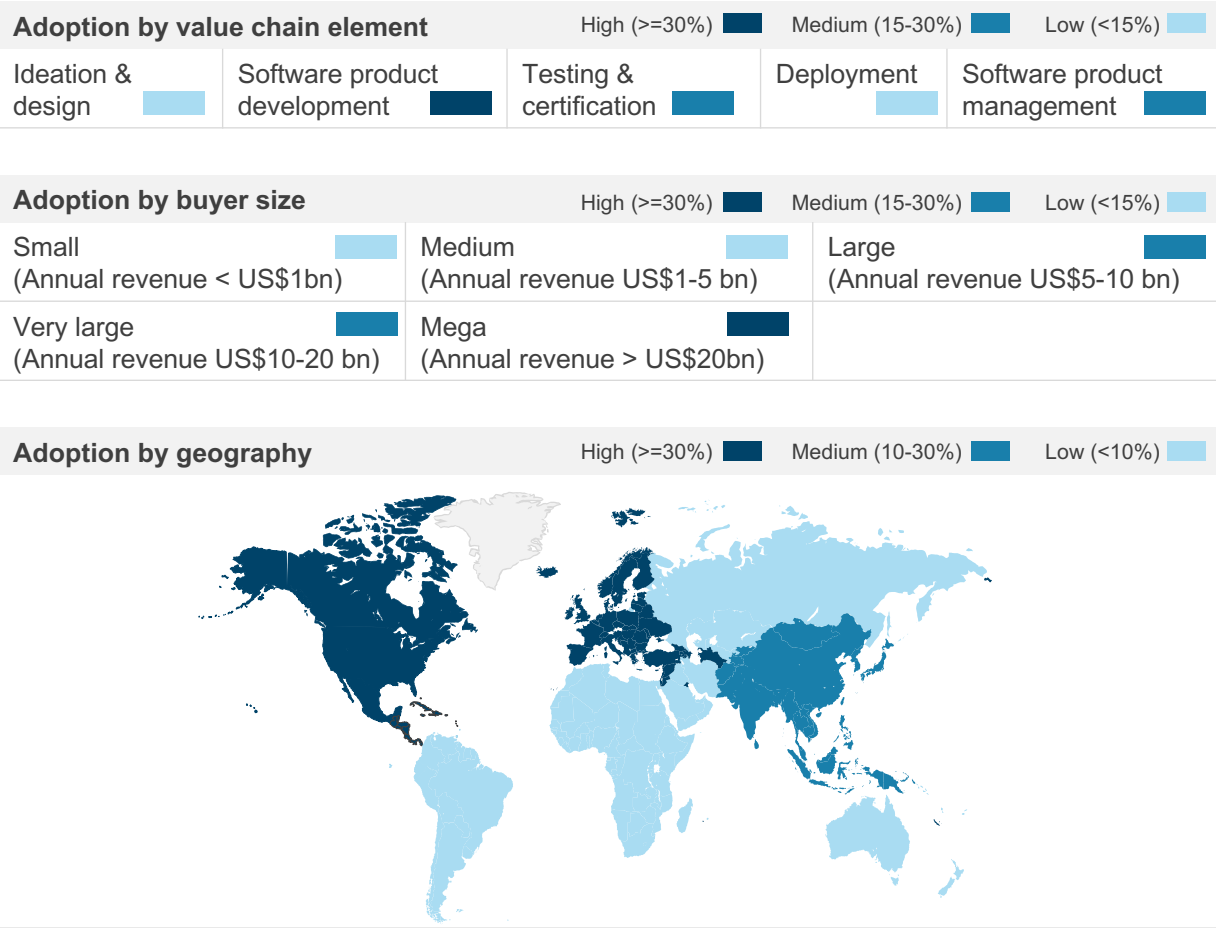 Adoption by value chain element
High (>=30%)
Medium (15-30%)
Low (<15%)
Ideation &
design
Software product
development
Testing &
certification
Deployment
Software product
management
Adoption by buyer size
High (>=30%)
Medium (15-30%)
Low (<15%)
Small
(Annual revenue < US$1bn)
Medium
(Annual revenue US$1-5 bn)
Large
(Annual revenue US$5-10 bn)
Very large
(Annual revenue US$10-20 bn)
Mega
(Annual revenue > US$20bn)
Adoption by geography
High (>=30%)
Medium (10-30%)
Low (<10%)